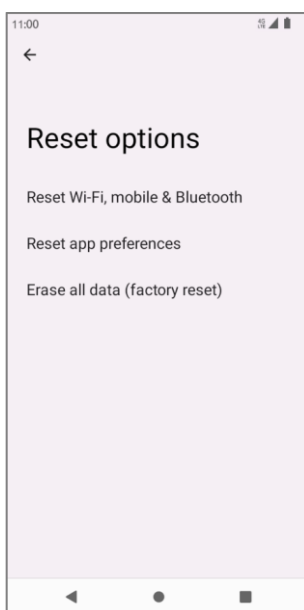 11:00
Reset options
Reset Wi-Fi, mobile & Bluetooth
Reset app preferences
Erase all data (factory reset)